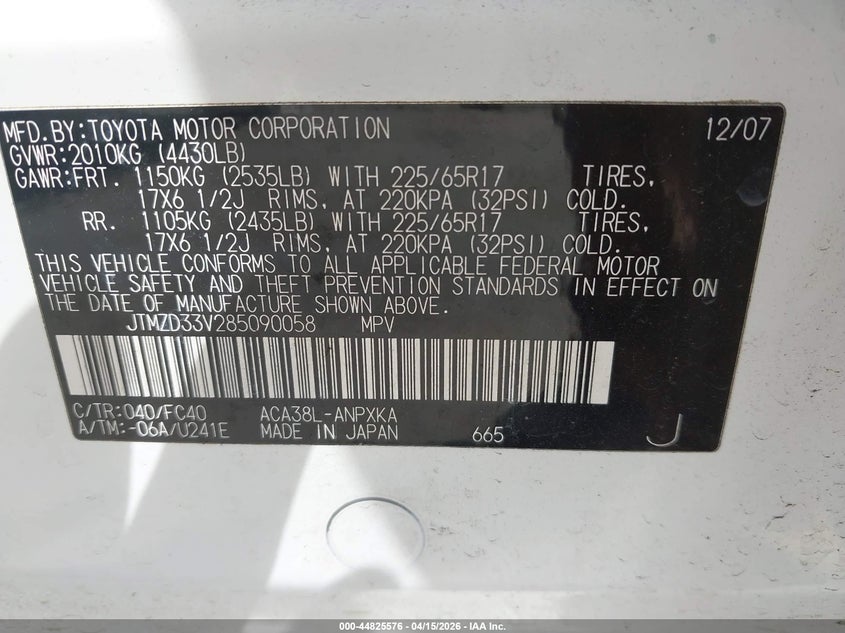 MFD.BY:TOYOTA MOTOR CORPORATION 12/07
GVWR:2010KG (4430LB)
GAWR:FRT. 1150KG (2535LB) WITH 225/65R17 TIRES,
17X6 1/2J RIMS, AT 220KPA (32PSI) COLD.
RR. 1105KG (2435LB) WITH 225/65R17 TIRES,
17X6 1/2J RIMS, AT 220KPA (32PSI) COLD.
THIS VEHICLE CONFORMS TO ALL APPLICABLE FEDERAL MOTOR
VEHICLE SAFETY AND THEFT PREVENTION STANDARDS IN EFFECT ON
THE DATE OF MANUFACTURE SHOWN ABOVE.
JTMZD33V285090058 MPV
C/TR:040/FC40 ACA38L-ANPXKA
A/TM:-06A/U241E MADE IN JAPAN 665 J
000-44825576 - 04/15/2026 - IAA Inc.